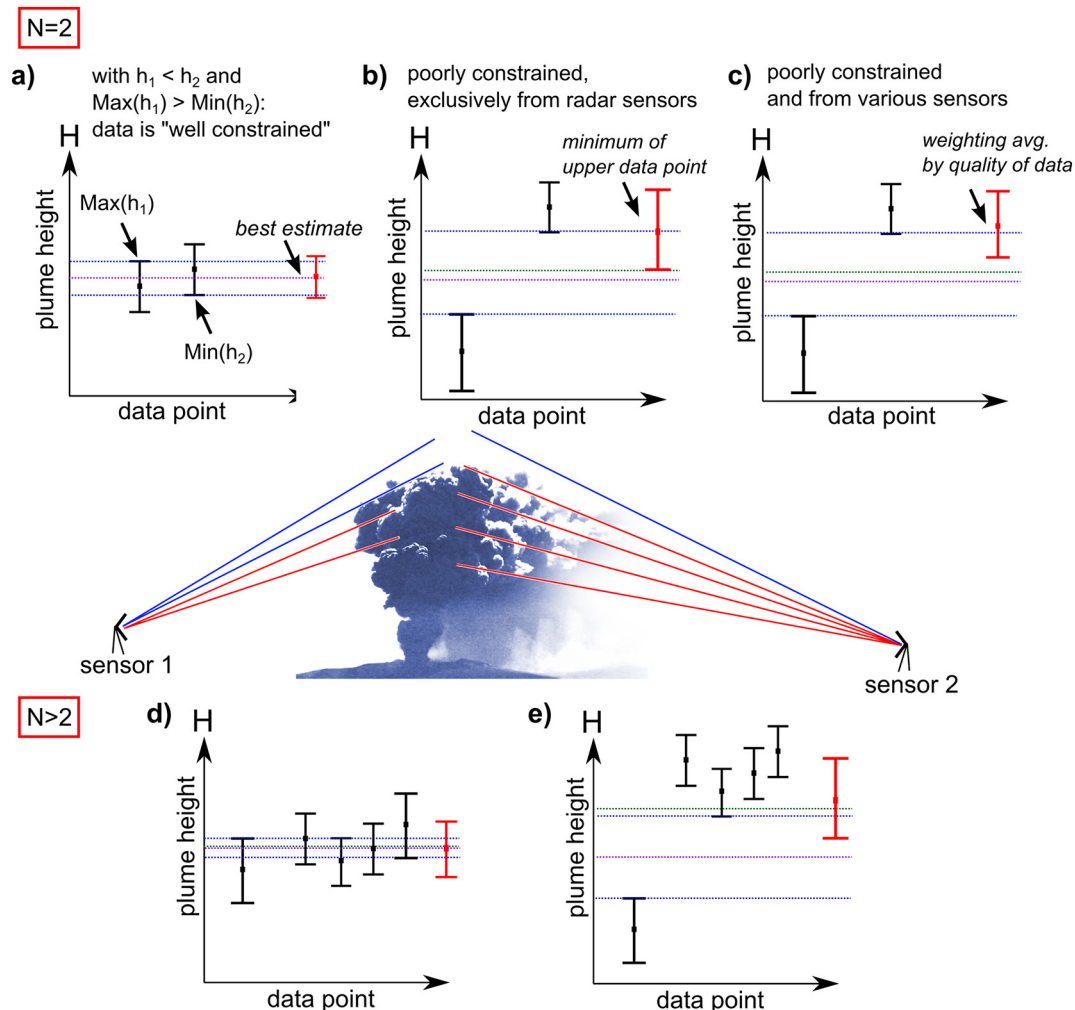 N=2
a)
with h₁ < h₂ and
Max(h₁) > Min(h₂):
data is "well constrained"
H
plume height
Max(h₁)
best estimate
Min(h₂)
data point
b)
poorly constrained,
exclusively from radar sensors
H
plume height
minimum of
upper data point
data point
c)
poorly constrained
and from various sensors
H
plume height
weighting avg.
by quality of data
data point
sensor 1
sensor 2
N>2
d)
H
plume height
data point
e)
H
plume height
data point